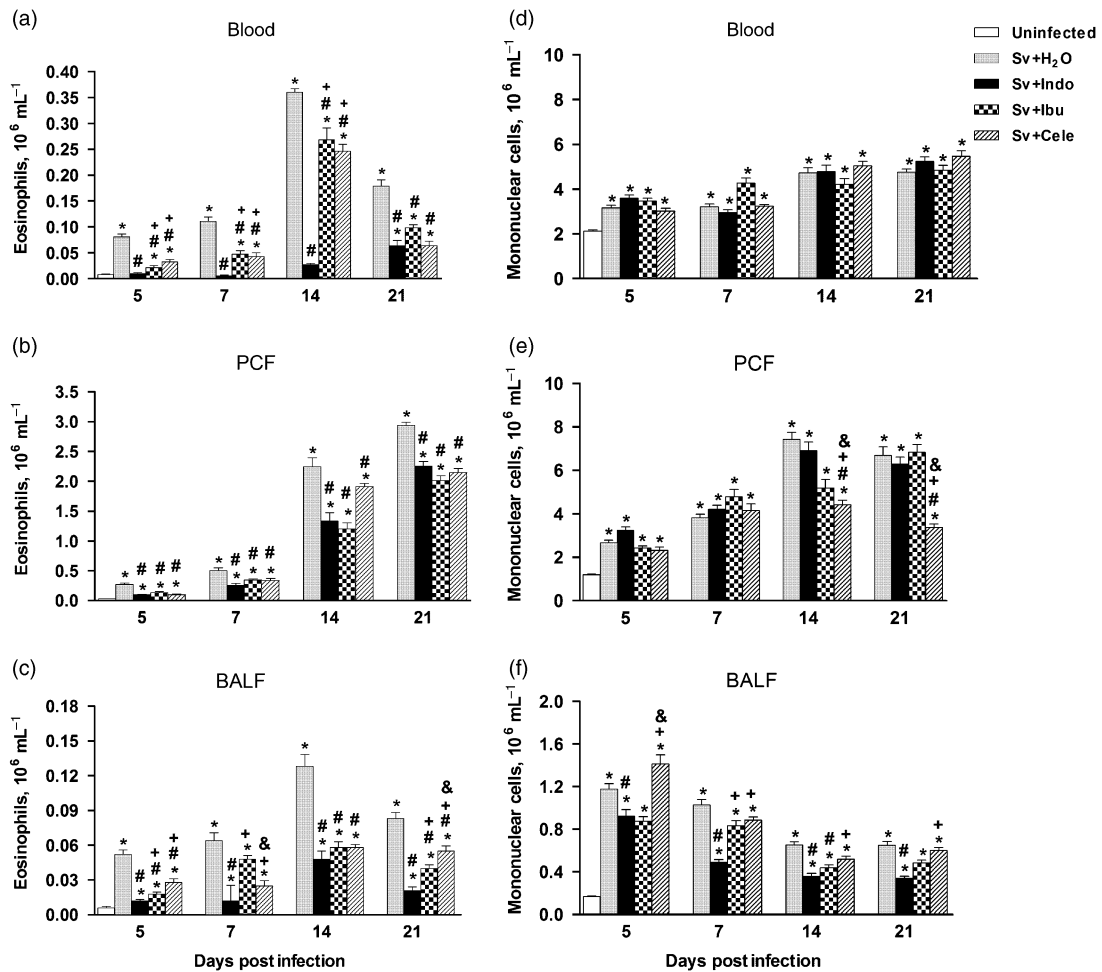 (a)
Blood
Eosinophils, 10⁶ mL⁻¹
0.40
0.35
0.30
0.25
0.20
0.15
0.10
0.05
0.00
* # + # * + # *
* # + # * + # *
* # + # * + # *
* # * # * # *
5 7 14 21
(d)
Blood
Mononuclear cells, 10⁶ mL⁻¹
10
8
6
4
2
0
* * * *
* * * *
* * * *
* * * *
5 7 14 21
Uninfected
Sv+H₂O
Sv+Indo
Sv+Ibu
Sv+Cele
(b)
PCF
Eosinophils, 10⁶ mL⁻¹
3.5
3.0
2.5
2.0
1.5
1.0
0.5
0.0
* # * # * # *
* # * # * # *
* # * # * # *
* # * # * # *
5 7 14 21
(e)
PCF
Mononuclear cells, 10⁶ mL⁻¹
10
8
6
4
2
0
* * * *
* * * *
* * * & + # *
* * * & + # *
5 7 14 21
(c)
BALF
Eosinophils, 10⁶ mL⁻¹
0.18
0.15
0.12
0.09
0.06
0.03
0.00
* # * + # * + # *
* # * + * & + *
* # * # * # *
* # * + # * & + # *
5 7 14 21
Days post infection
(f)
BALF
Mononuclear cells, 10⁶ mL⁻¹
2.0
1.6
1.2
0.8
0.4
0.0
* # * * & + *
* # * + * + *
* # * # * + *
* # * * + *
5 7 14 21
Days post infection